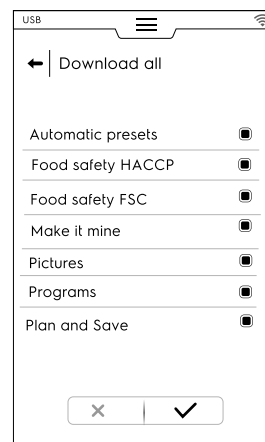 USB
Download all
Automatic presets
Food safety HACCP
Food safety FSC
Make it mine
Pictures
Programs
Plan and Save